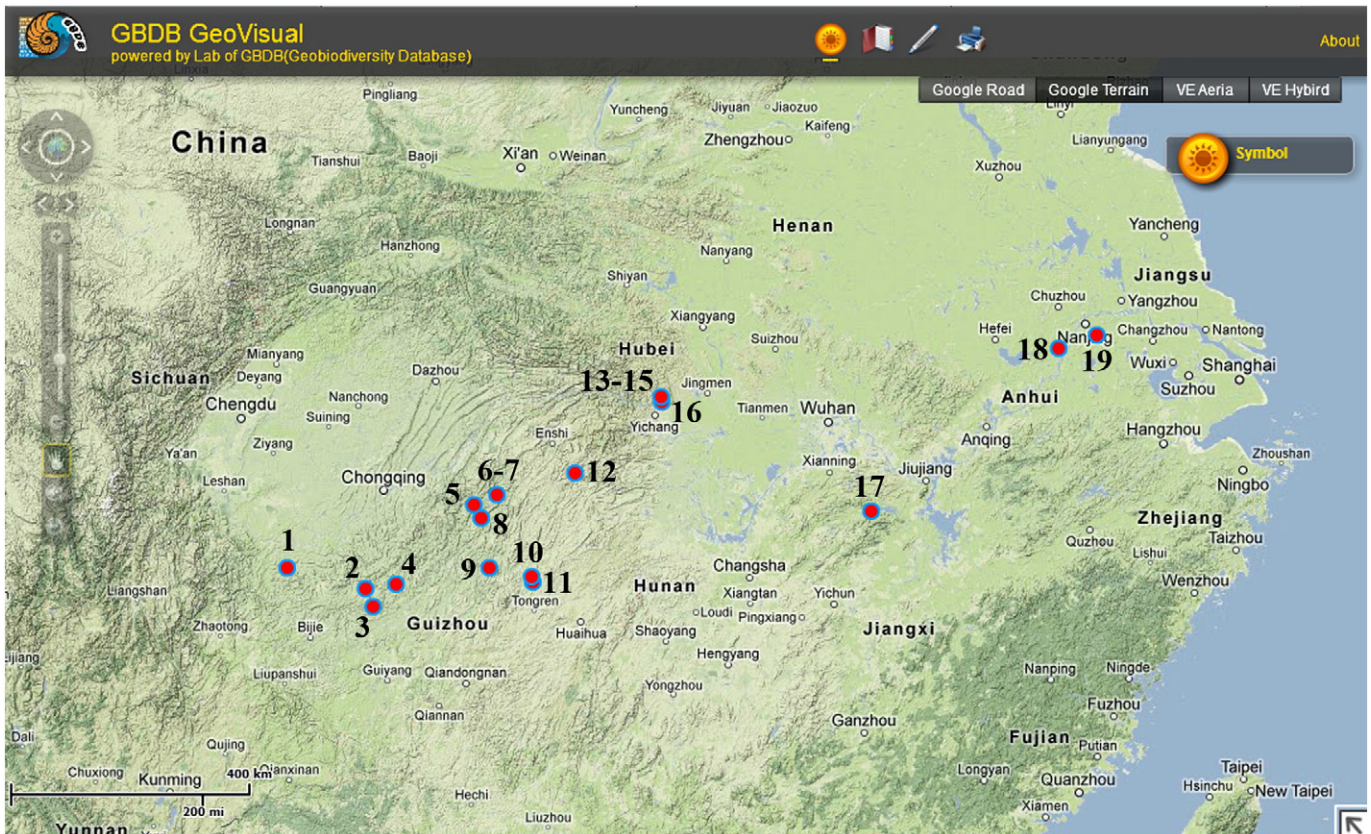 GBDB
GBDB GeoVisual
powered by Lab of GBDB(Geobiodiversity Database)
About
Google Road
Google Terrain
VE Aeria
VE Hybird
Symbol
Pingliang
Yuncheng
Jiyuan
Jiaozuo
Linyi
China
Zhengzhou
Kaifeng
Lianyungang
Tianshui
Baoji
Xi'an
Weinan
Xuzhou
Longnan
Henan
Yancheng
Hanzhong
Nanyang
Shiyan
Jiangsu
Guangyuan
Chuzhou
Yangzhou
Xiangyang
Suizhou
Hefei
Nanjing
Changzhou
Nantong
Hubei
18
19
Mianyang
Wuxi
Shanghai
Sichuan
Deyang
Dazhou
13-15
Jingmen
Suzhou
Nanchong
Anhui
Chengdu
Suining
16
Tianmen
Wuhan
Yichang
Ziyang
Enshi
Anqing
Hangzhou
Ya'an
Zhoushan
Leshan
Chongqing
6-7
12
Xianning
Jiujiang
Ningbo
5
17
8
Zhejiang
Quzhou
Taizhou
1
Lishui
10
Changsha
2
4
9
11
Wenzhou
Liangshan
Hunan
Xiangtan
Yichun
Tongren
3
Loudi
Pingxiang
Zhaotong
Bijie
Guizhou
Huaihua
Shaoyang
Jiangxi
Hengyang
Liupanshui
Guiyang
Qiandongnan
Nanping
Ningde
Yongzhou
Qiannan
Fuzhou
Ganzhou
Dali
Fujian
Putian
Qujing
Chuxiong
Kunming
400 km
Longyan
Quanzhou
Taipei
Hsinchu
New Taipei
200 mi
Hechi
Xiamen
Liuzhou
Yunnan